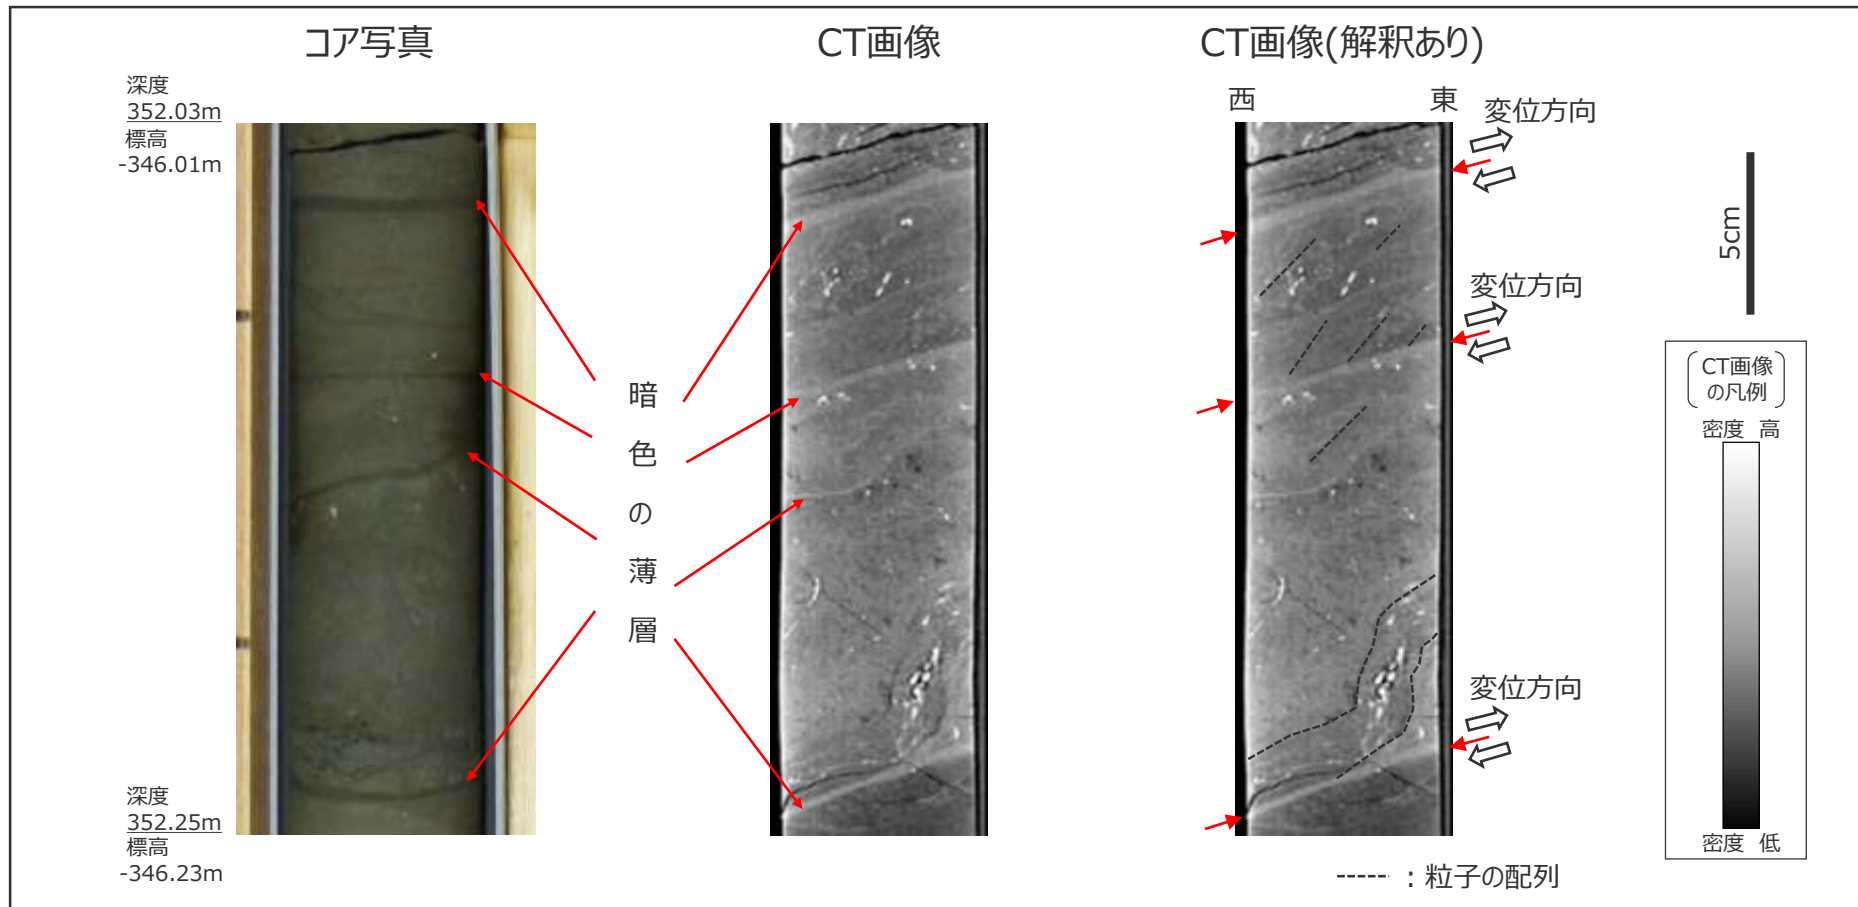 コア写真
CT画像
CT画像(解釈あり)
深度
352.03m
標高
-346.01m
西
東
変位方向
5cm
変位方向
暗色の薄層
CT画像
の凡例
密度 高
密度 低
変位方向
深度
352.25m
標高
-346.23m
：粒子の配列